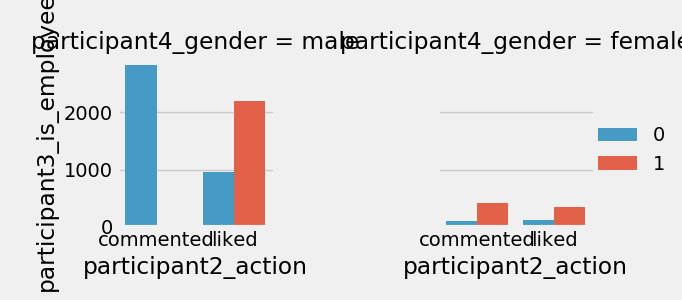 participant4_gender = male
participant4_gender = female
participant3_is_employee
2000
1000
0
commented
liked
commented
liked
participant2_action
participant2_action
0
1